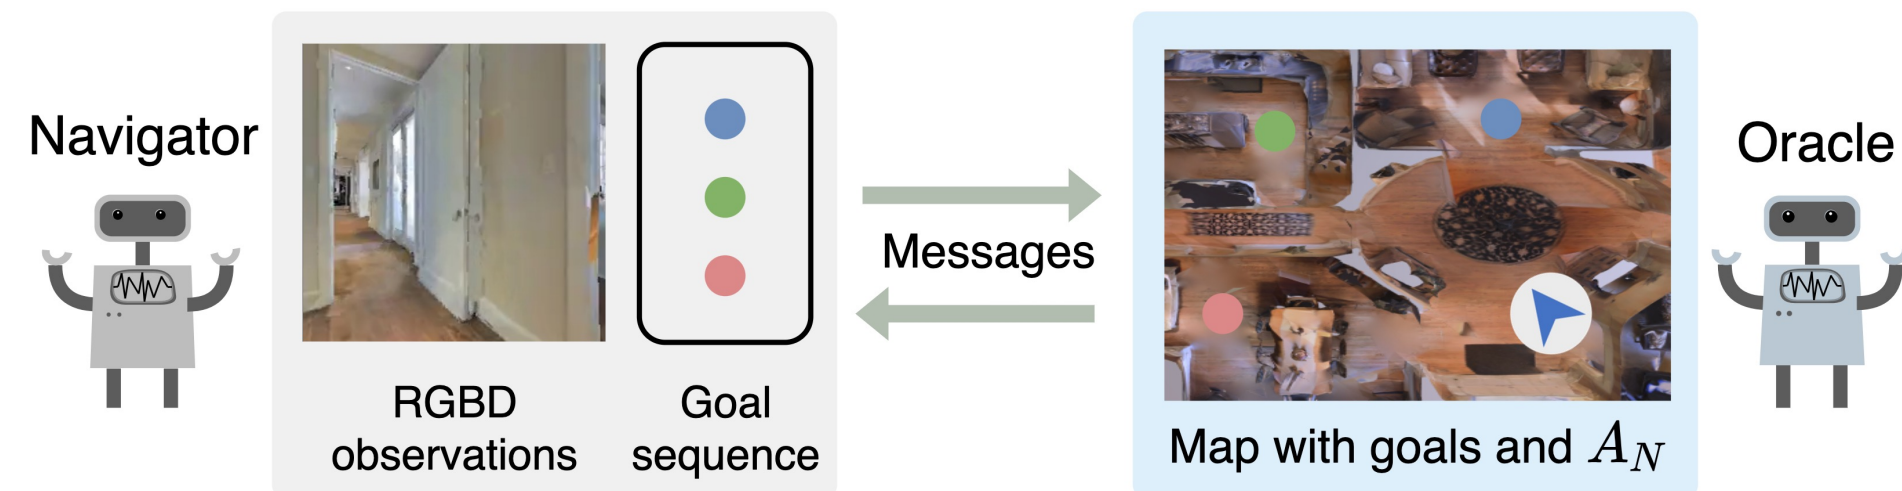 Navigator
RGBD
observations
Goal
sequence
Messages
Map with goals and A_N
Oracle